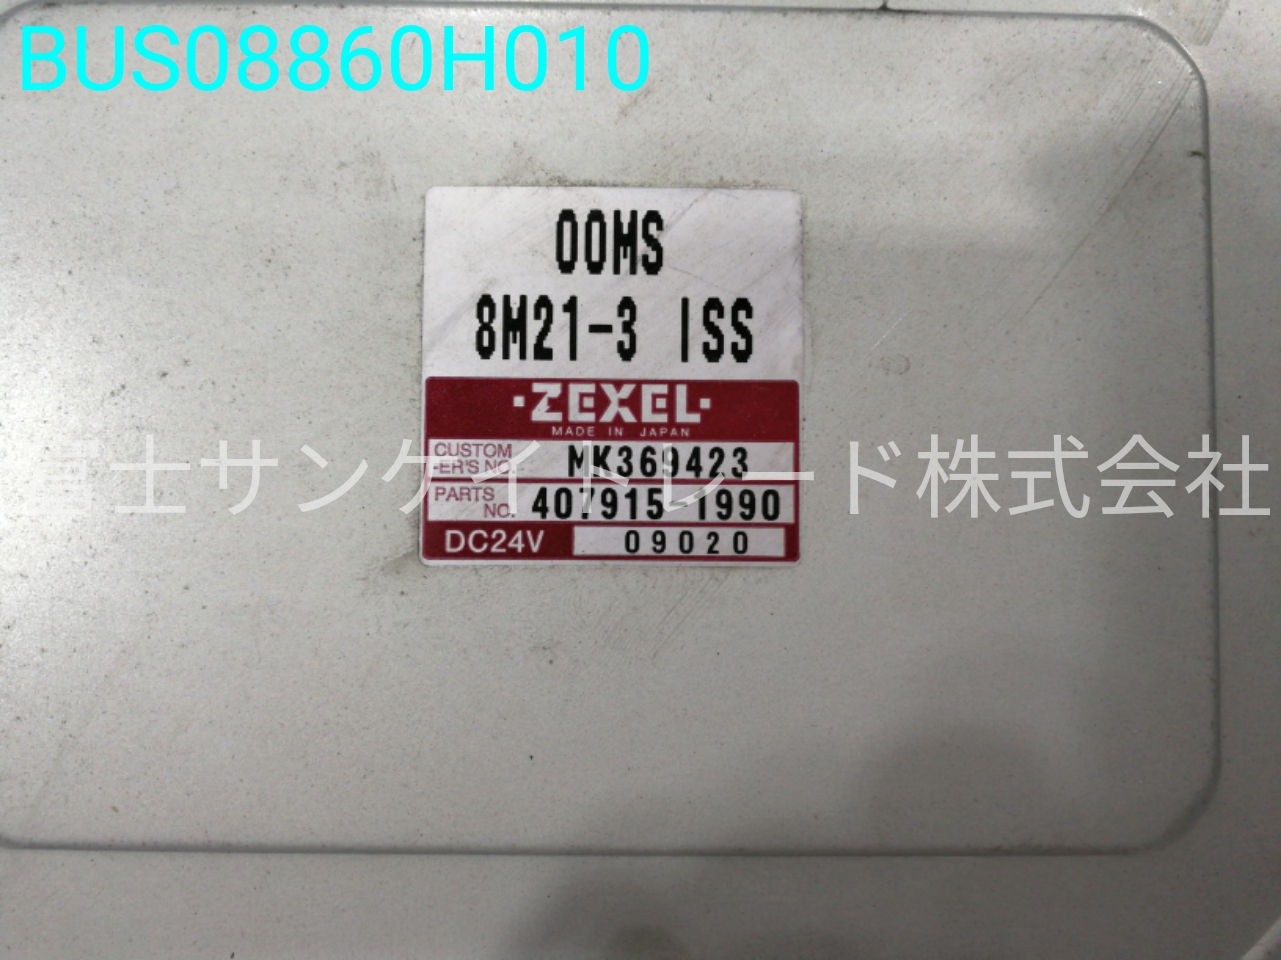 BUS08860H010
00MS
8M21-3 ISS
·ZEXEL·
MADE IN JAPAN
CUSTOM
-ER'S NO. MK369423
PARTS
NO. 407915-1990
DC24V 09020
富士サンケイトレード株式会社